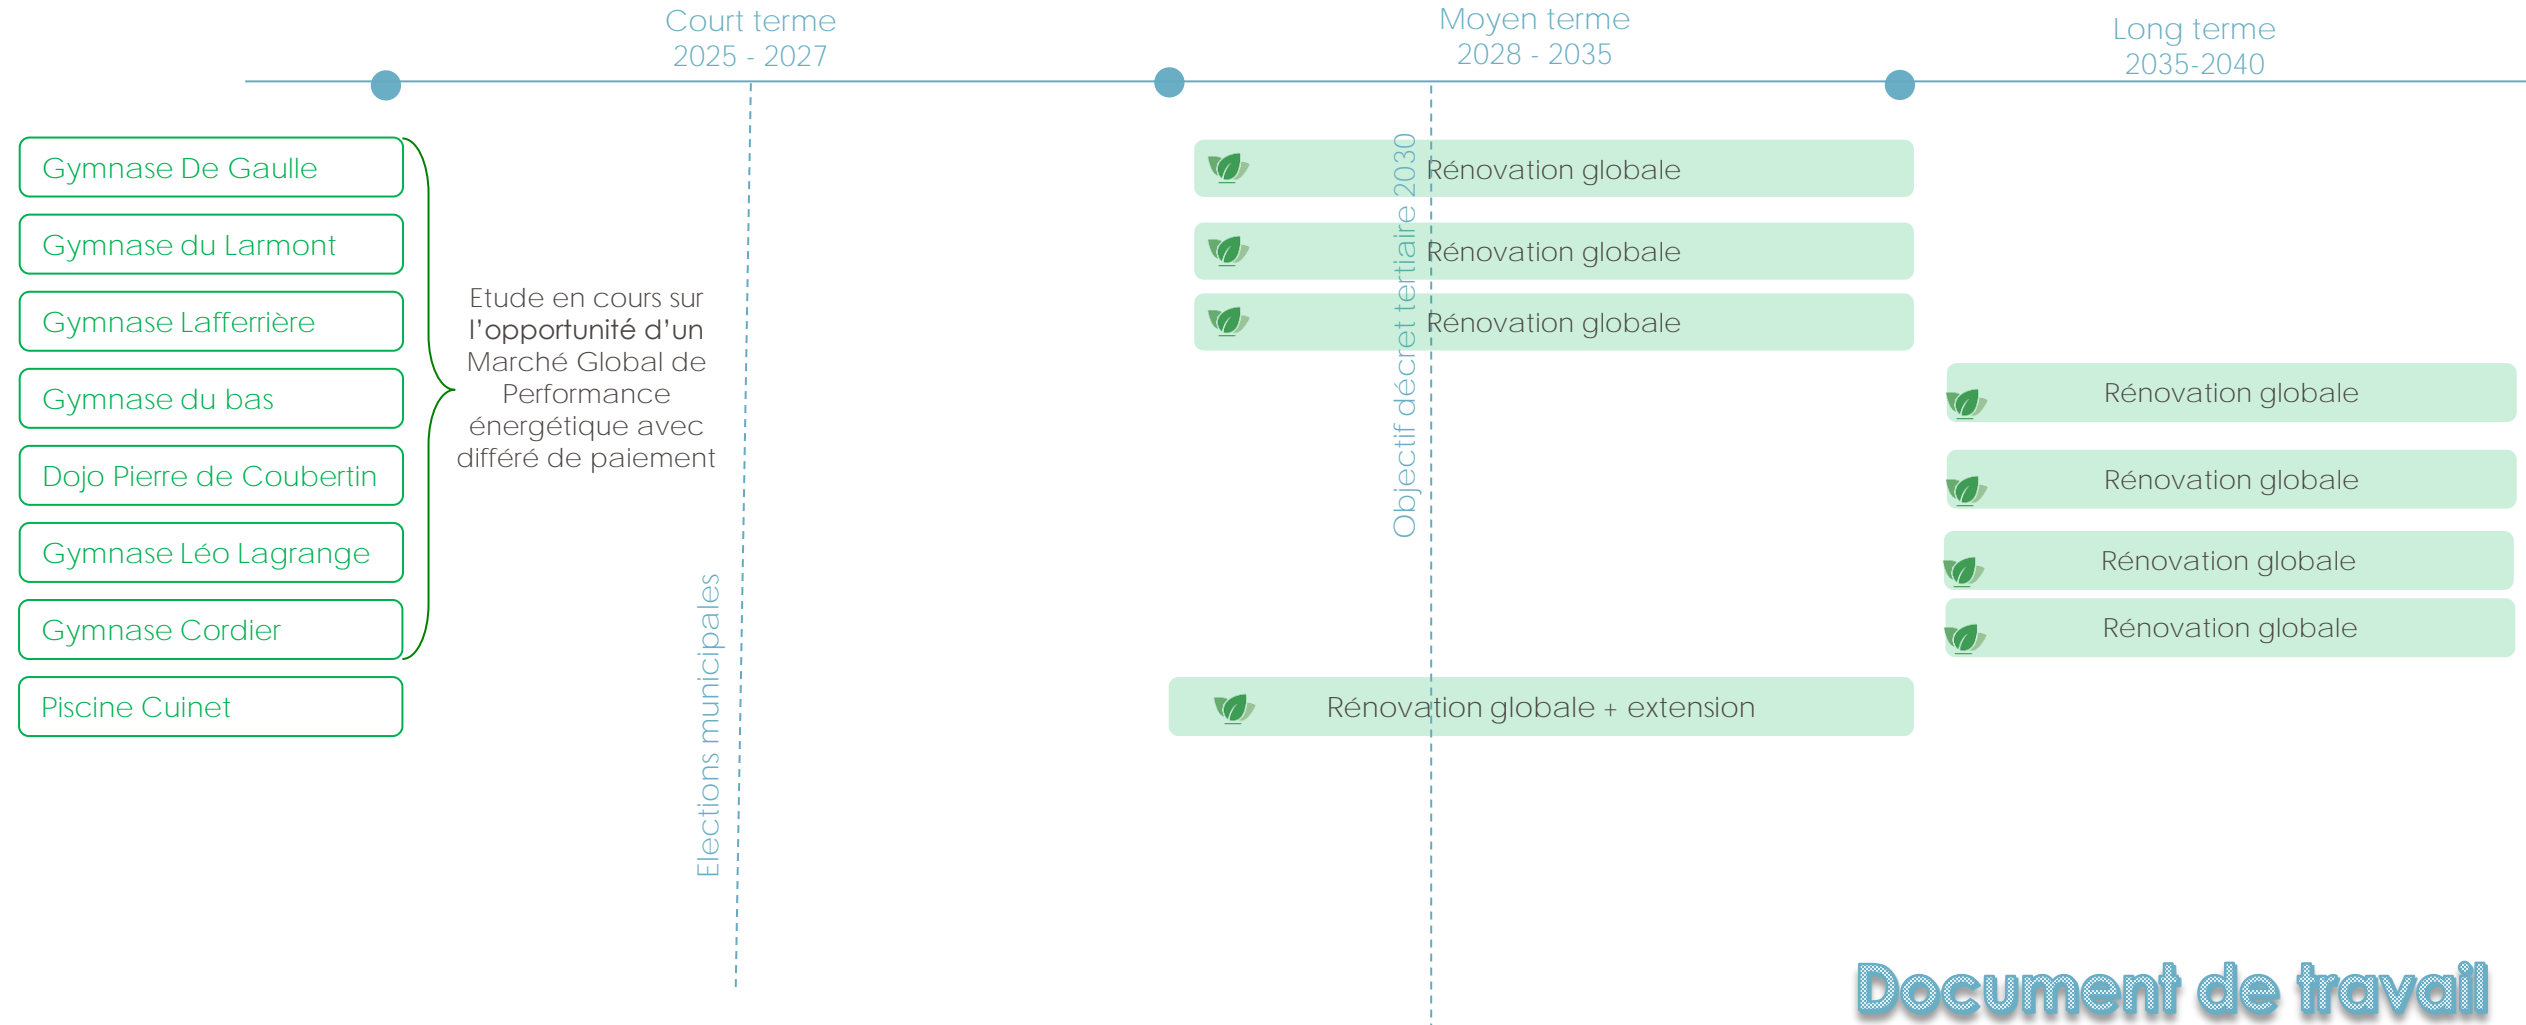 Court terme
2025 - 2027
Moyen terme
2028 - 2035
Long terme
2035-2040
Gymnase De Gaulle
Gymnase du Larmont
Gymnase Lafferrière
Gymnase du bas
Dojo Pierre de Coubertin
Gymnase Léo Lagrange
Gymnase Cordier
Piscine Cuinet
Etude en cours sur
l’opportunité d’un
Marché Global de
Performance
énergétique avec
différé de paiement
Elections municipales
Objectif décret tertiaire 2030
Rénovation globale
Rénovation globale
Rénovation globale
Rénovation globale
Rénovation globale
Rénovation globale
Rénovation globale
Rénovation globale + extension
Document de travail